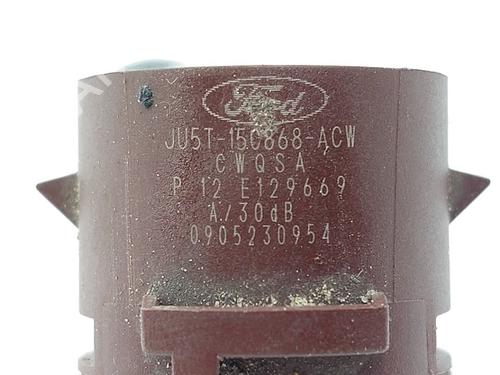 Ford
JU5T-15C868-ACW
CWQSA
P 12 E129669
A/30dB
0905230954